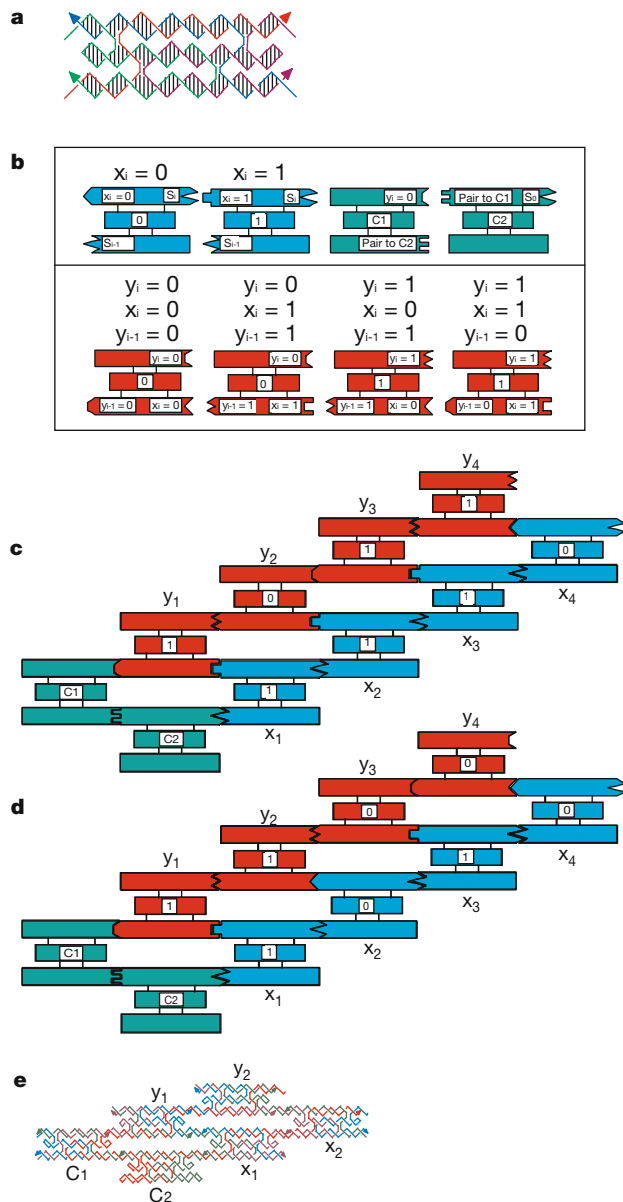 a
b
xi = 0 xi = 1
xi = 0 Si xi = 1 Si yi = 0 Pair to C1 S0
0 1 C1 C2
Si-1 Si-1 Pair to C2
yi = 0 yi = 0 yi = 1 yi = 1
xi = 0 xi = 1 xi = 0 xi = 1
yi-1 = 0 yi-1 = 1 yi-1 = 1 yi-1 = 0
yi = 0 yi = 0 yi = 1 yi = 1
0 0 1 1
yi-1 = 0 xi = 0 yi-1 = 1 xi = 1 yi-1 = 1 xi = 0 yi-1 = 0 xi = 1
y4
c
y3 1
y2 1 0
y1 0 1 x4
1 1 x3
C1 1 x2
C2 x1
y4
d
y3 0
y2 0 0
y1 1 1 x4
1 0 x3
C1 1 x2
C2 x1
e
y2
y1
x2
C1 x1
C2